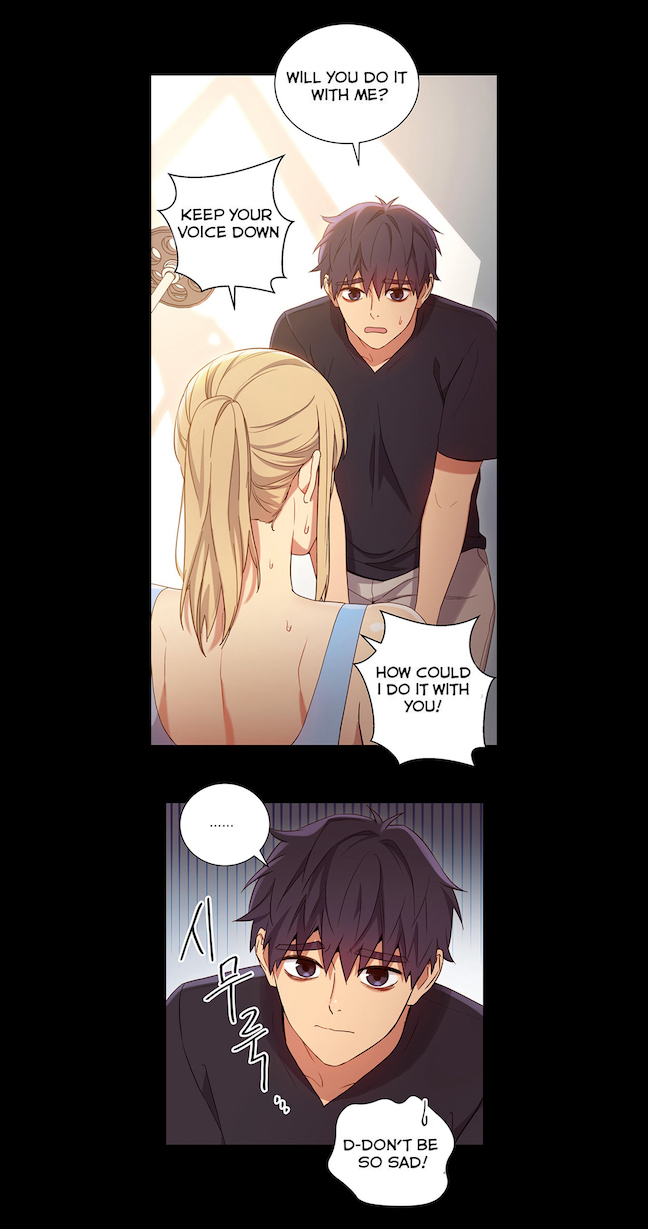 WILL YOU DO IT
WITH ME?
KEEP YOUR
VOICE DOWN
HOW COULD
I DO IT WITH
YOU!
......
시무룩...
D-DON'T BE
SO SAD!